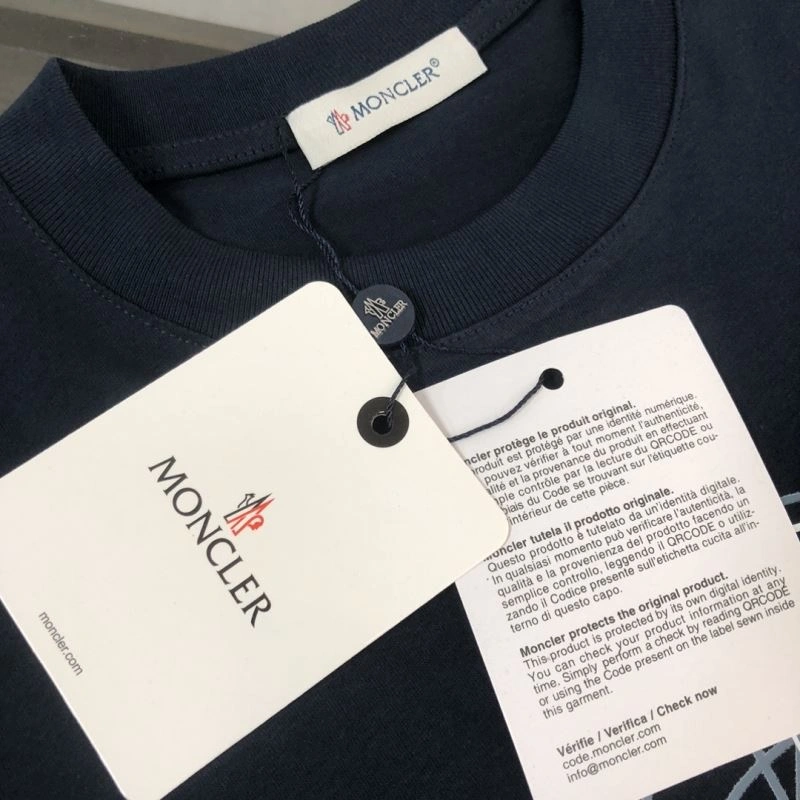 MONCLER®
MONCLER
MONCLER
moncler.com
protège le produit original.
produit est protégé par une identité numérique.
pouvez vérifier à tout moment l'authenticité,
et la provenance du produit en effectuant
contrôle par la lecture du QRCODE ou
du Code se trouvant sur l'étiquette cou-
intérieur de cette pièce.
Moncler tutela il prodotto originale.
Questo prodotto è tutelato da un'identità digitale.
In qualsiasi momento può verificare l'autenticità, la
qualità e la provenienza del prodotto facendo un
semplice controllo, leggendo il QRCODE o utiliz-
zando il Codice presente sull'etichetta cucita all'in-
terno di questo capo.
Moncler protects the original product.
This product is protected by its own digital identity.
You can check your product information at any
time. Simply perform a check by reading QRCODE
or using the Code present on the label sewn inside
this garment.
Vérifie / Verifica / Check now
code.moncler.com
info@moncler.com